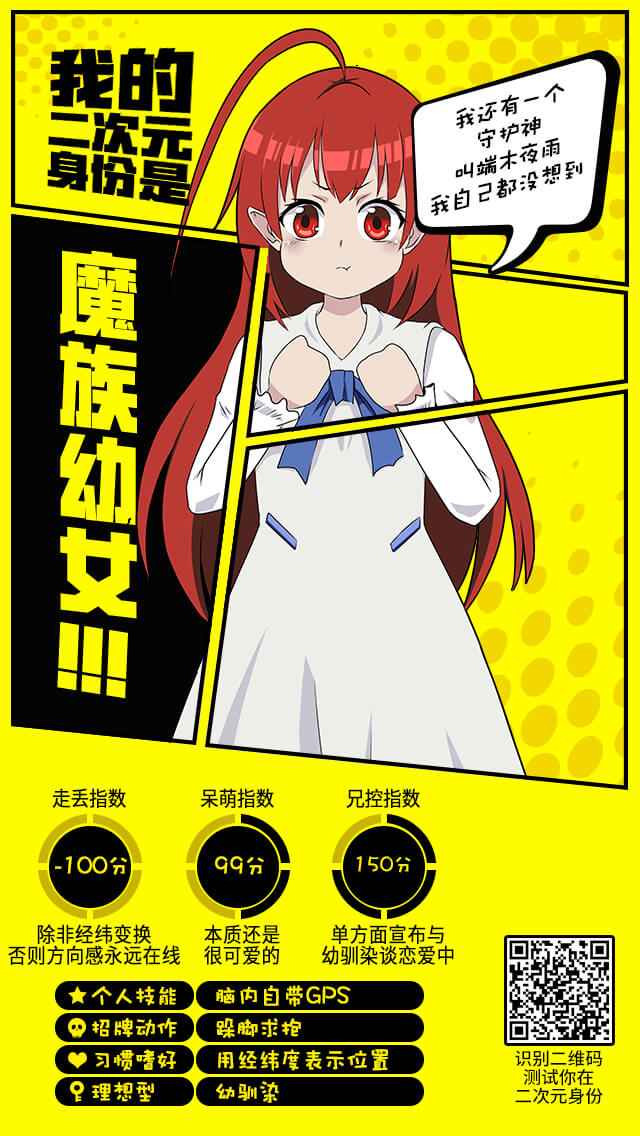 我的
二次元
身份是
我还有一个
守护神
叫端木夜雨
我自己都没想到
魔族幼女!!!
走丢指数
-100分
除非经纬变换
否则方向感永远在线
呆萌指数
99分
本质还是
很可爱的
兄控指数
150分
单方面宣布与
幼驯染谈恋爱中
个人技能 脑内自带GPS
招牌动作 跺脚求抱
习惯嗜好 用经纬度表示位置
理想型 幼驯染
识别二维码
测试你在
二次元身份